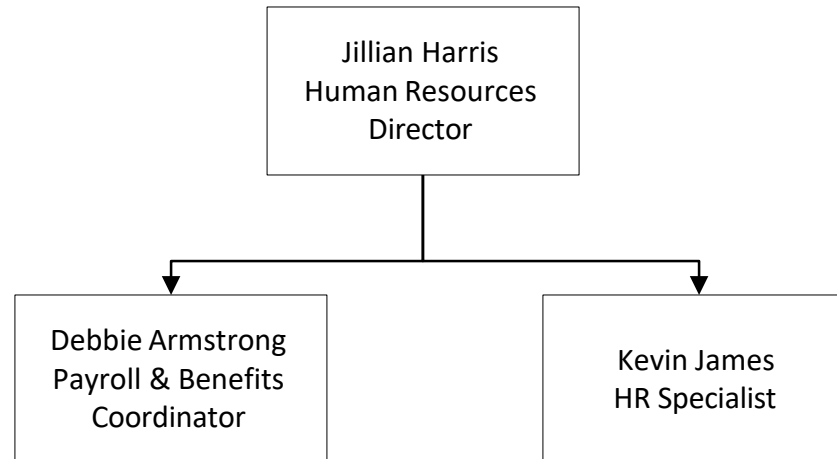 Jillian Harris
Human Resources
Director
Debbie Armstrong
Payroll & Benefits
Coordinator
Kevin James
HR Specialist